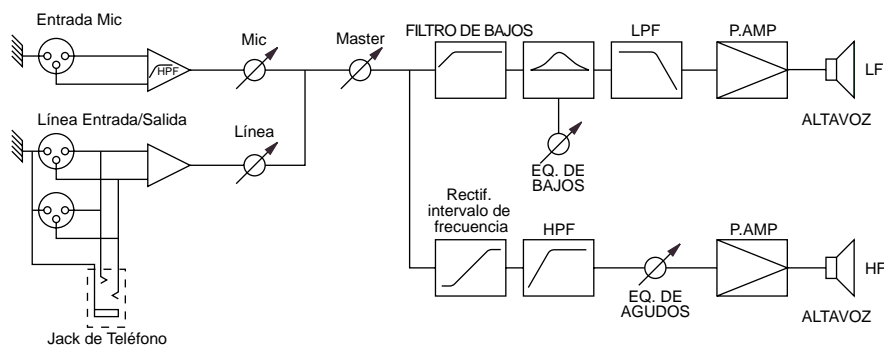 Entrada Mic
HPF
Mic
Master
FILTRO DE BAJOS
LPF
P.AMP
LF
ALTAVOZ
EQ. DE
BAJOS
Línea Entrada/Salida
Línea
Rectif.
intervalo de
frecuencia
HPF
P.AMP
HF
EQ. DE
AGUDOS
ALTAVOZ
Jack de Teléfono